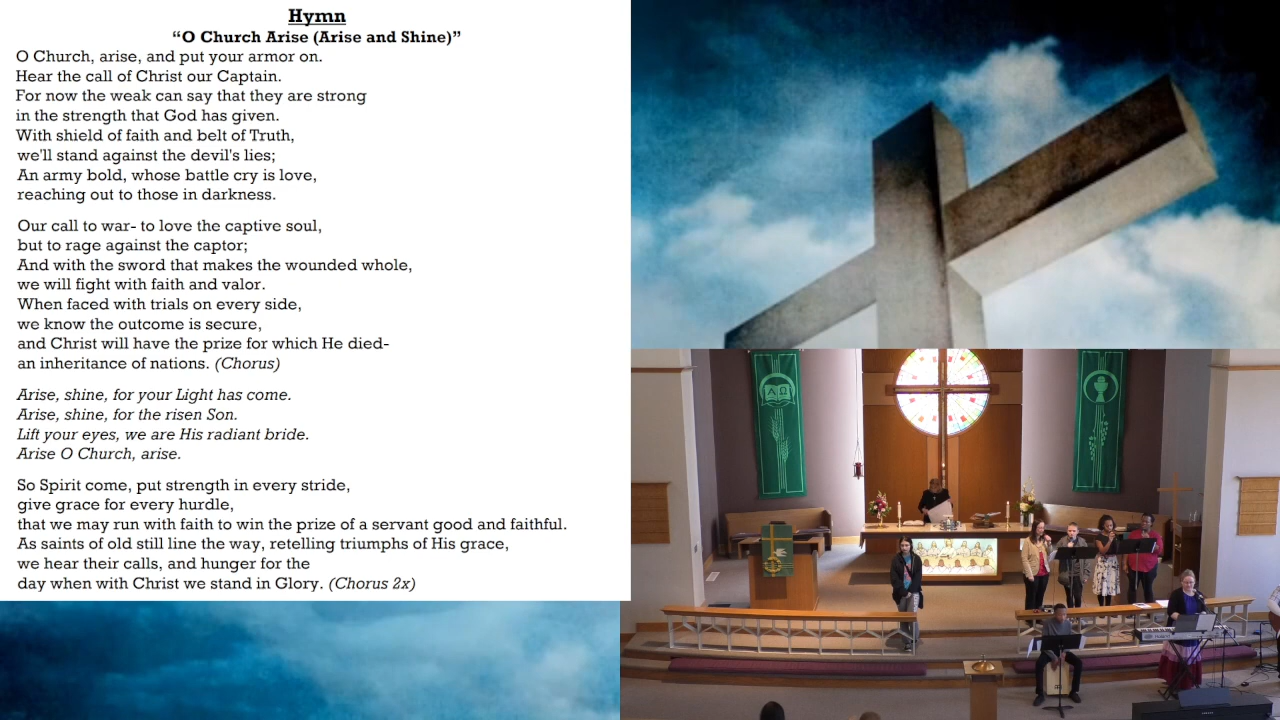 Hymn
“O Church Arise (Arise and Shine)”
O Church, arise, and put your armor on.
Hear the call of Christ our Captain.
For now the weak can say that they are strong
in the strength that God has given.
With shield of faith and belt of Truth,
we'll stand against the devil's lies;
An army bold, whose battle cry is love,
reaching out to those in darkness.
Our call to war- to love the captive soul,
but to rage against the captor;
And with the sword that makes the wounded whole,
we will fight with faith and valor.
When faced with trials on every side,
we know the outcome is secure,
and Christ will have the prize for which He died-
an inheritance of nations. (Chorus)
Arise, shine, for your Light has come.
Arise, shine, for the risen Son.
Lift your eyes, we are His radiant bride.
Arise O Church, arise.
So Spirit come, put strength in every stride,
give grace for every hurdle,
that we may run with faith to win the prize of a servant good and faithful.
As saints of old still line the way, retelling triumphs of His grace,
we hear their calls, and hunger for the
day when with Christ we stand in Glory. (Chorus 2x)
Α Ω